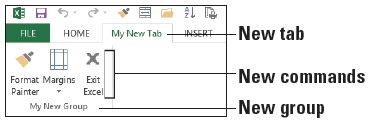 FILE HOME My New Tab INSERT
New tab
Format Painter
Margins
Exit Excel
New commands
My New Group
New group